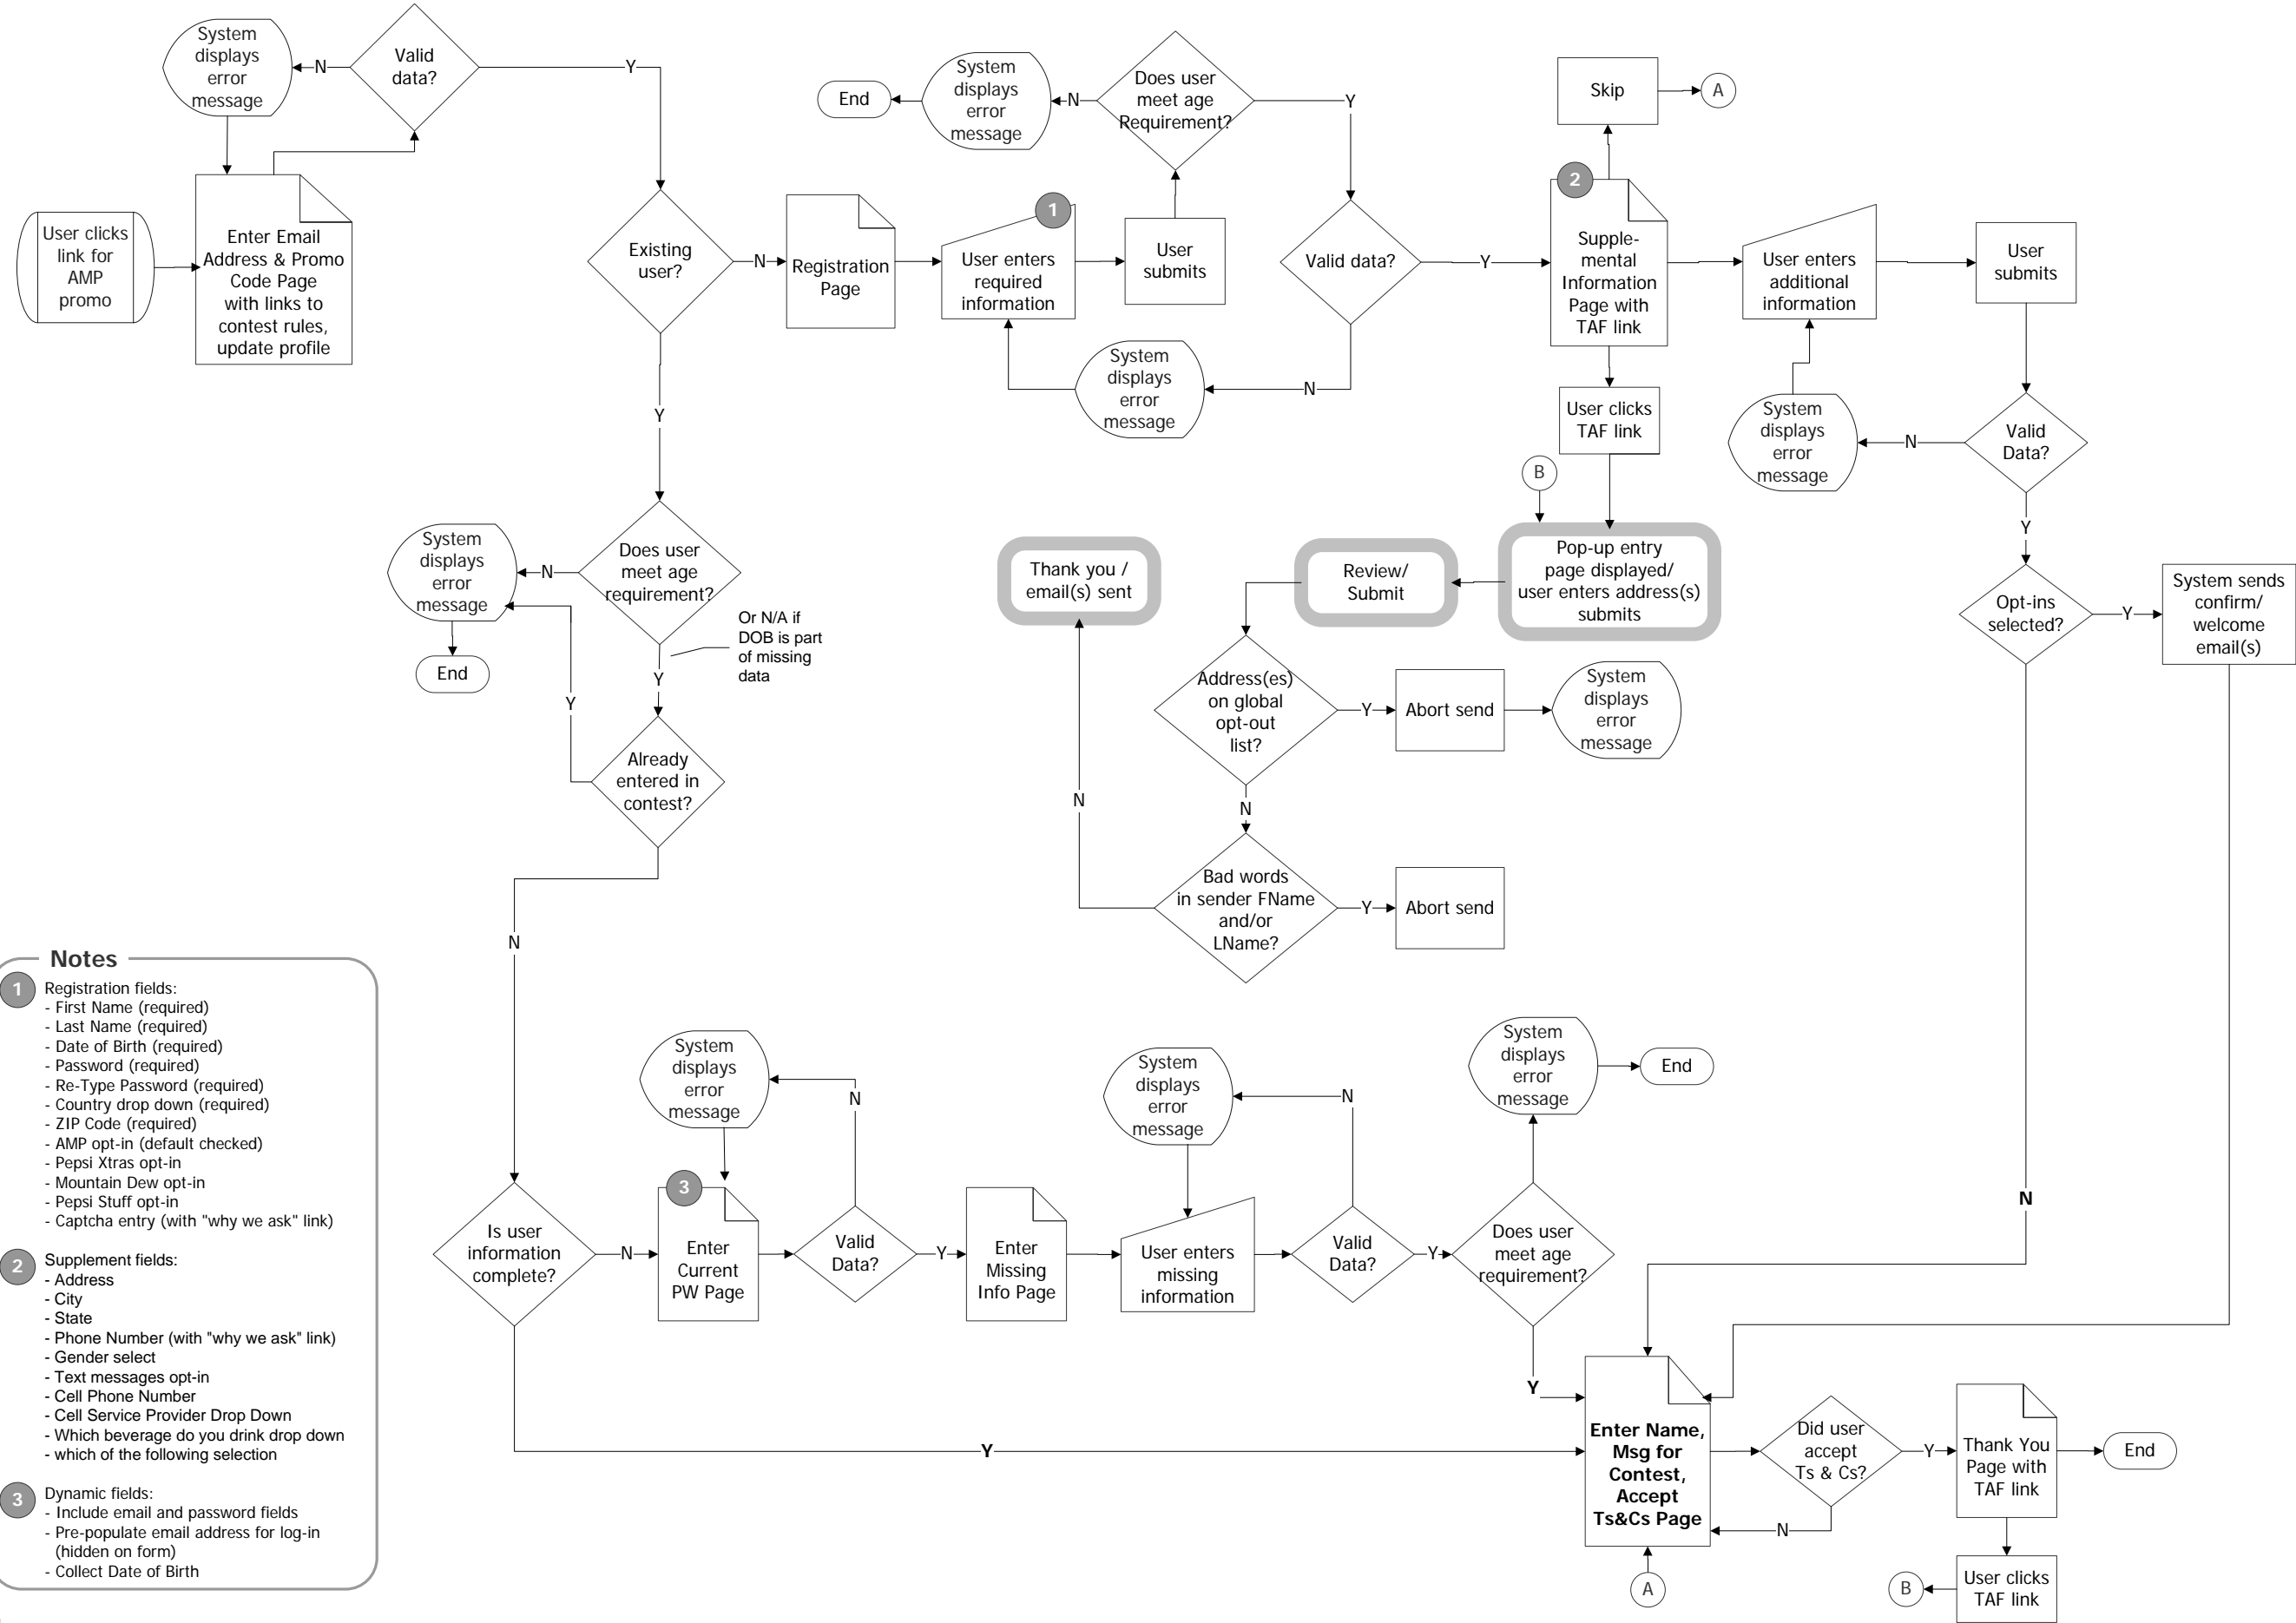 System
displays
error
message
N
Valid
data?
Y
User clicks
link for
AMP
promo
Enter Email
Address & Promo
Code Page
with links to
contest rules,
update profile
Existing
user?
N
Registration
Page
1
User enters
required
information
User
submits
End
System
displays
error
message
N
Does user
meet age
Requirement?
Y
Valid data?
Y
N
System
displays
error
message
Skip
A
2
Supple-
mental
Information
Page with
TAF link
User enters
additional
information
User
submits
System
displays
error
message
N
Valid
Data?
Y
Opt-ins
selected?
Y
System sends
confirm/
welcome
email(s)
N
User clicks
TAF link
B
Pop-up entry
page displayed/
user enters address(s)
submits
Review/
Submit
Thank you /
email(s) sent
Address(es)
on global
opt-out
list?
Y
Abort send
System
displays
error
message
N
Bad words
in sender FName
and/or
LName?
Y
Abort send
N
Y
System
displays
error
message
N
Does user
meet age
requirement?
Or N/A if
DOB is part
of missing
data
Y
End
Y
Already
entered in
contest?
N
Is user
information
complete?
N
System
displays
error
message
N
3
Enter
Current
PW Page
Valid
Data?
Y
Enter
Missing
Info Page
System
displays
error
message
N
User enters
missing
information
Valid
Data?
Y
System
displays
error
message
End
Does user
meet age
requirement?
Y
Y
Enter Name,
Msg for
Contest,
Accept
Ts&Cs Page
A
Did user
accept
Ts & Cs?
Y
N
Thank You
Page with
TAF link
End
User clicks
TAF link
B
Notes
1
Registration fields:
- First Name (required)
- Last Name (required)
- Date of Birth (required)
- Password (required)
- Re-Type Password (required)
- Country drop down (required)
- ZIP Code (required)
- AMP opt-in (default checked)
- Pepsi Xtras opt-in
- Mountain Dew opt-in
- Pepsi Stuff opt-in
- Captcha entry (with "why we ask" link)
2
Supplement fields:
- Address
- City
- State
- Phone Number (with "why we ask" link)
- Gender select
- Text messages opt-in
- Cell Phone Number
- Cell Service Provider Drop Down
- Which beverage do you drink drop down
- which of the following selection
3
Dynamic fields:
- Include email and password fields
- Pre-populate email address for log-in
(hidden on form)
- Collect Date of Birth